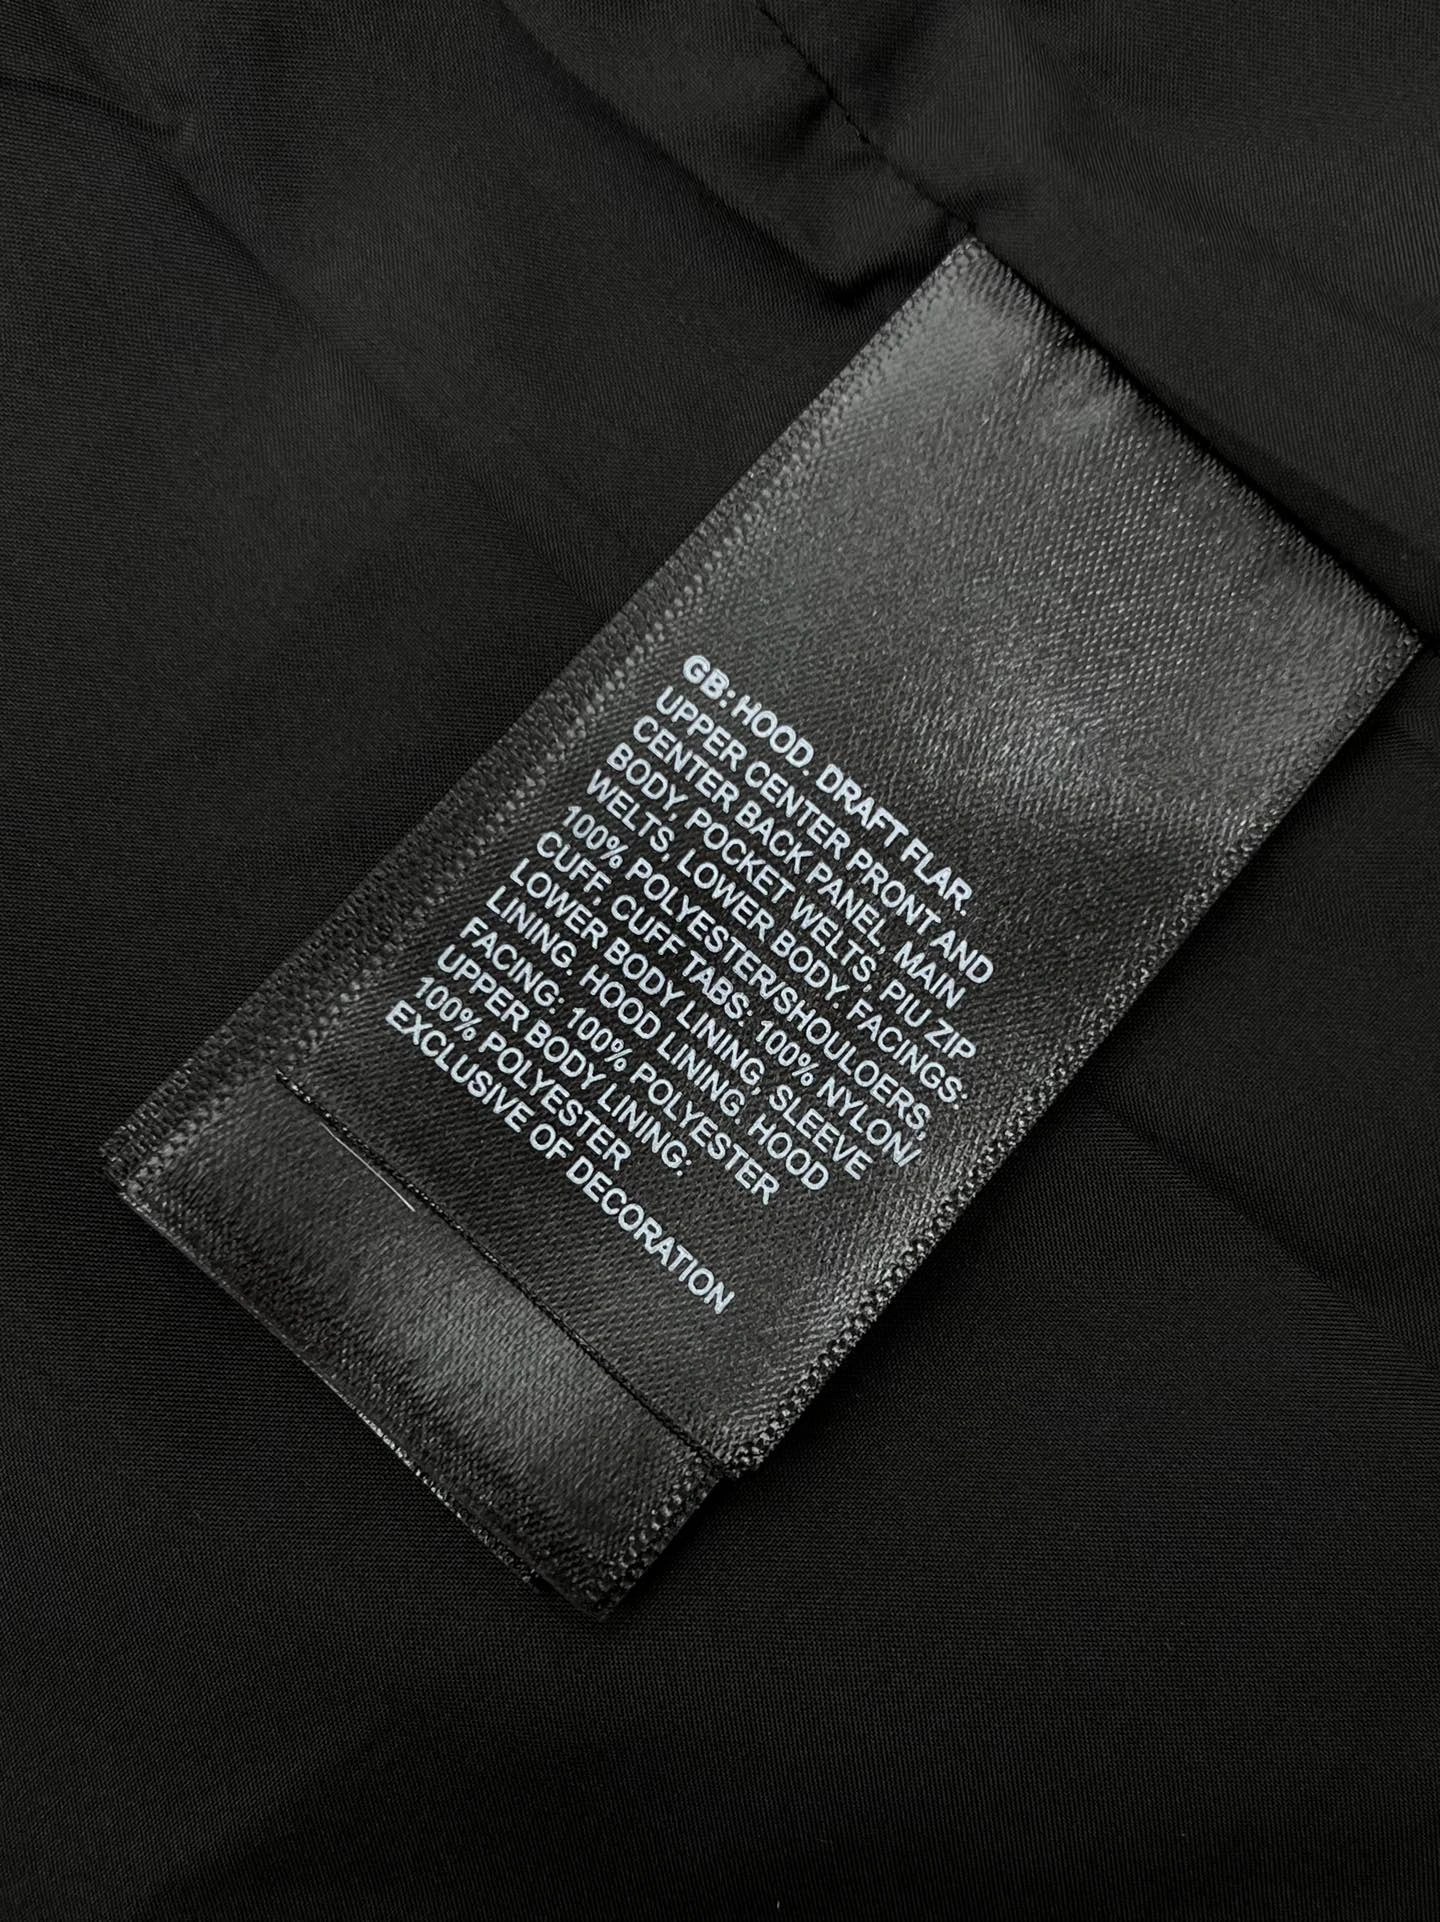 GB: HOOD. DRAFT FLAR.
UPPER CENTER PRONT AND
CENTER BACK PANEL, MAIN
BODY, POCKET WELTS, PIU ZIP
WELTS, LOWER BODY. FACINGS:
100% POLYESTER/SHOULOERS,
CUFF, CUFF TABS: 100% NYLON/
LOWER BODY LINING, SLEEVE
LINING. HOOD LINING, HOOD
FACING: 100% POLYESTER
UPPER BODY LINING:
100% POLYESTER
EXCLUSIVE OF DECORATION